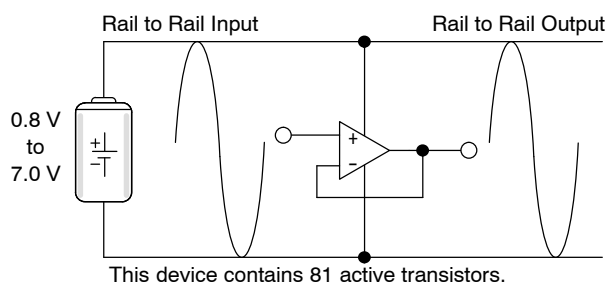 Rail to Rail Input
Rail to Rail Output
0.8 V
to
7.0 V
+
−
+
−
This device contains 81 active transistors.